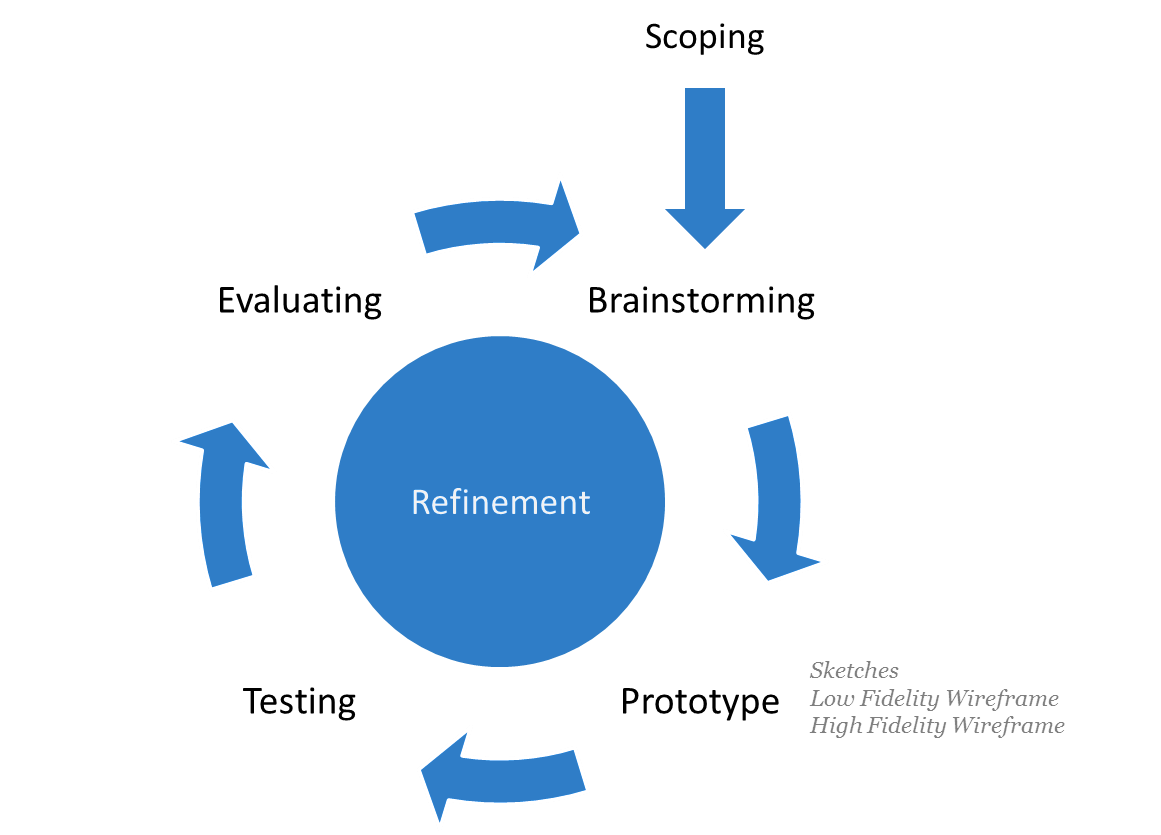 Scoping
Evaluating
Brainstorming
Refinement
Testing
Prototype
Sketches
Low Fidelity Wireframe
High Fidelity Wireframe